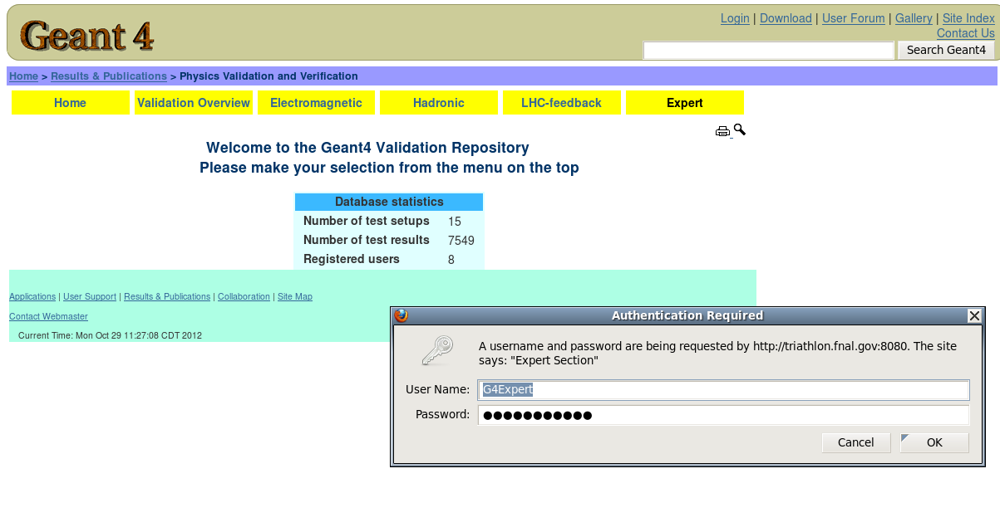 Geant 4
Login | Download | User Forum | Gallery | Site Index
Contact Us
Search Geant4
Home > Results & Publications > Physics Validation and Verification
Home Validation Overview Electromagnetic Hadronic LHC-feedback Expert
Welcome to the Geant4 Validation Repository
Please make your selection from the menu on the top
Database statistics
Number of test setups 15
Number of test results 7549
Registered users 8
Applications | User Support | Results & Publications | Collaboration | Site Map
Contact Webmaster
Current Time: Mon Oct 29 11:27:08 CDT 2012
Authentication Required
A username and password are being requested by http://triathlon.fnal.gov:8080. The site
says: "Expert Section"
User Name: G4Expert
Password: ●●●●●●●●●●●
Cancel OK